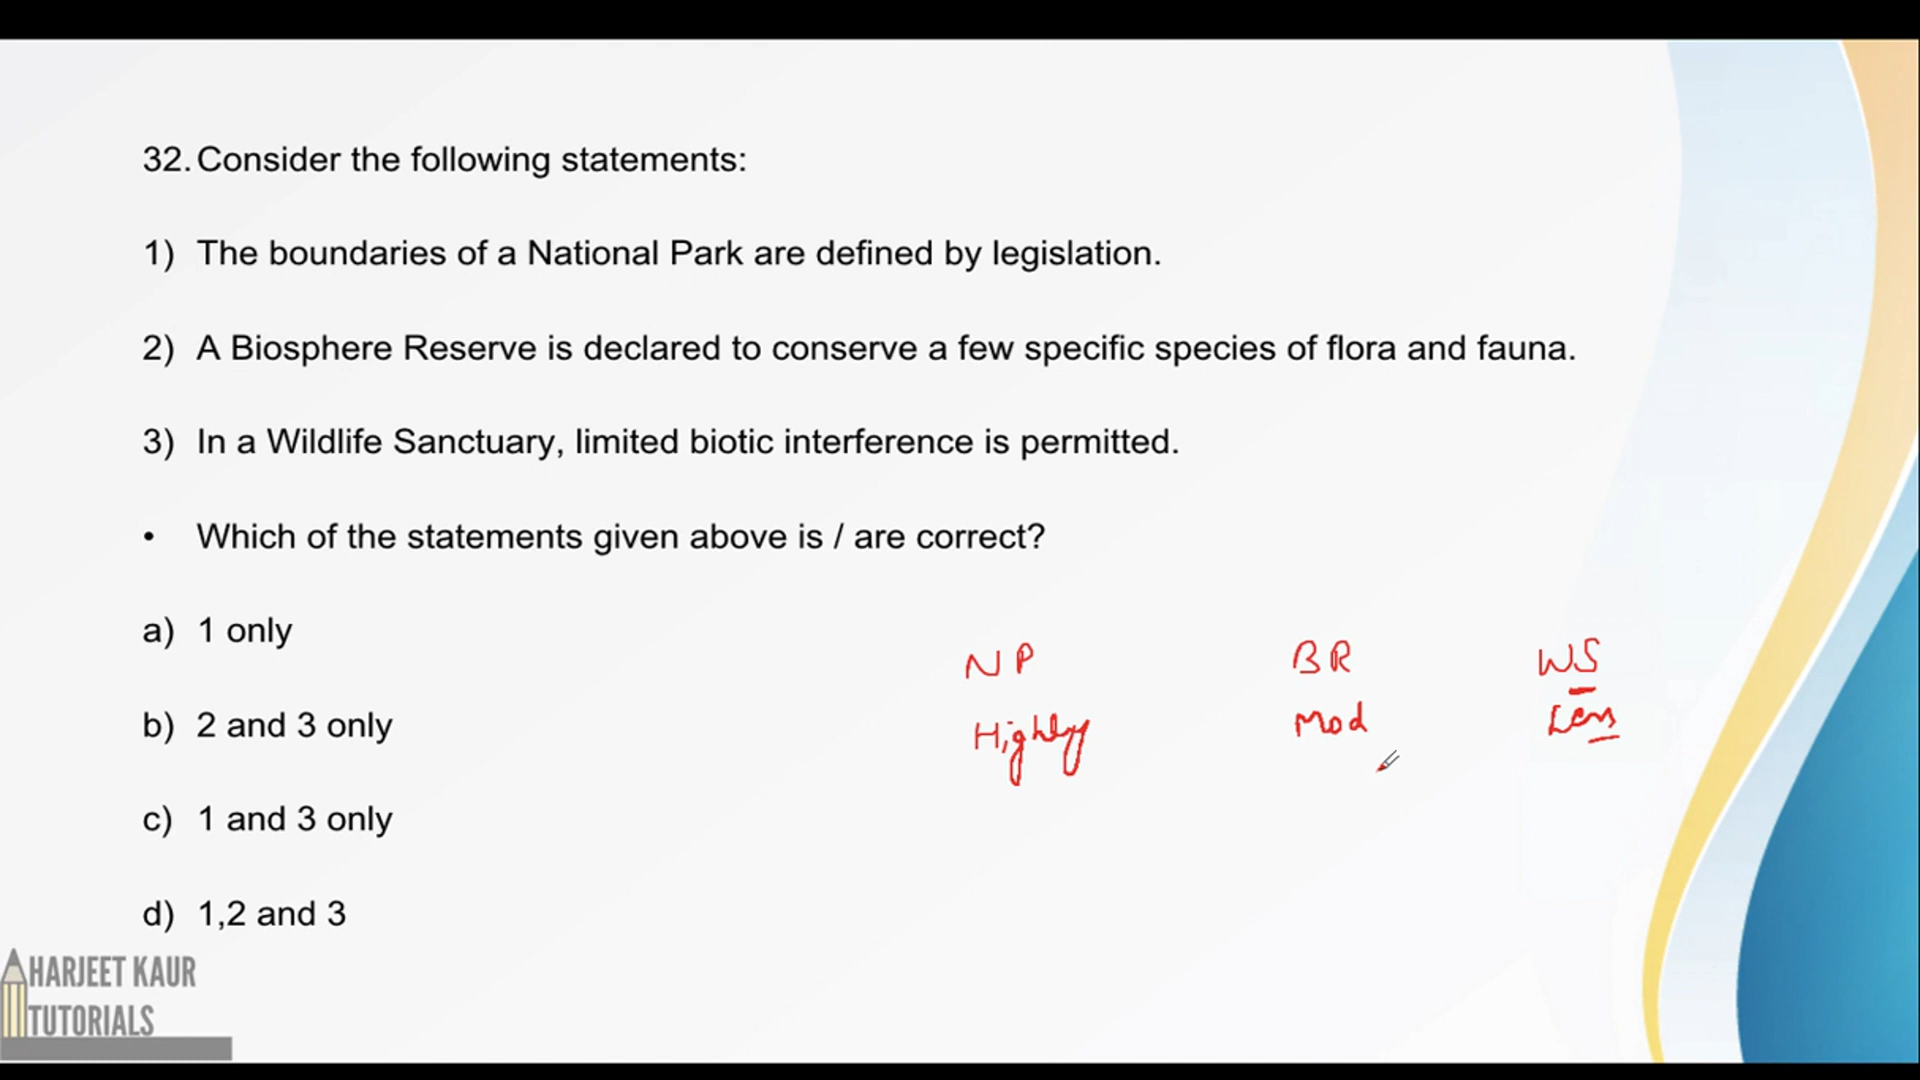 32. Consider the following statements:
1) The boundaries of a National Park are defined by legislation.
2) A Biosphere Reserve is declared to conserve a few specific species of flora and fauna.
3) In a Wildlife Sanctuary, limited biotic interference is permitted.
• Which of the statements given above is / are correct?
a) 1 only
b) 2 and 3 only
c) 1 and 3 only
d) 1,2 and 3
NP BR WS
Highly Mod Less
HARJEET KAUR
TUTORIALS